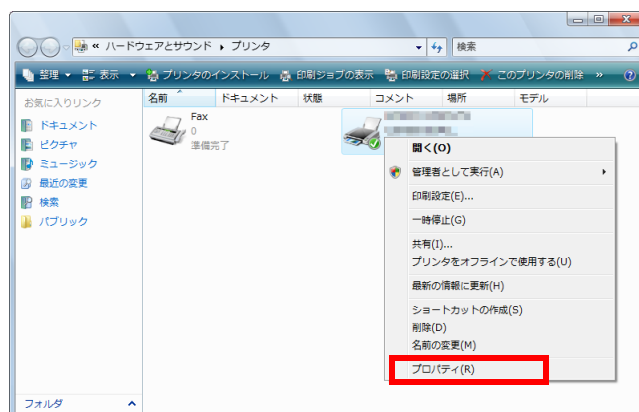 « ハードウェアとサウンド ▸ プリンタ
検索
整理 表示 プリンタのインストール 印刷ジョブの表示 印刷設定の選択 このプリンタの削除 »
お気に入りリンク
ドキュメント
ピクチャ
ミュージック
最近の変更
検索
パブリック
フォルダ
名前 ドキュメント 状態 コメント 場所 モデル
Fax
0
準備完了
開く(O)
管理者として実行(A)
印刷設定(E)...
一時停止(G)
共有(I)...
プリンタをオフラインで使用する(U)
最新の情報に更新(H)
ショートカットの作成(S)
削除(D)
名前の変更(M)
プロパティ(R)